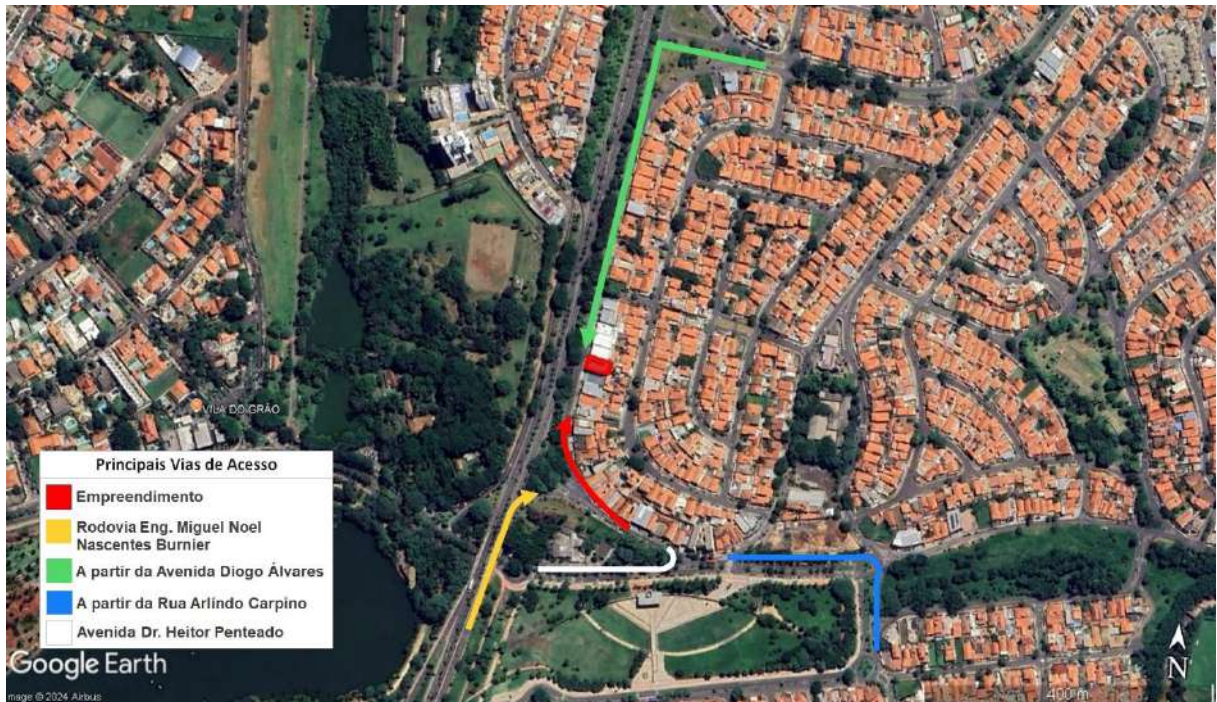 VILA DO GRÃO
Principais Vias de Acesso
Empreendimento
Rodovia Eng. Miguel Noel
Nascentes Burnier
A partir da Avenida Diogo Álvares
A partir da Rua Arlindo Carpino
Avenida Dr. Heitor Penteado
Google Earth
mage © 2024 Airbus
N
400 m